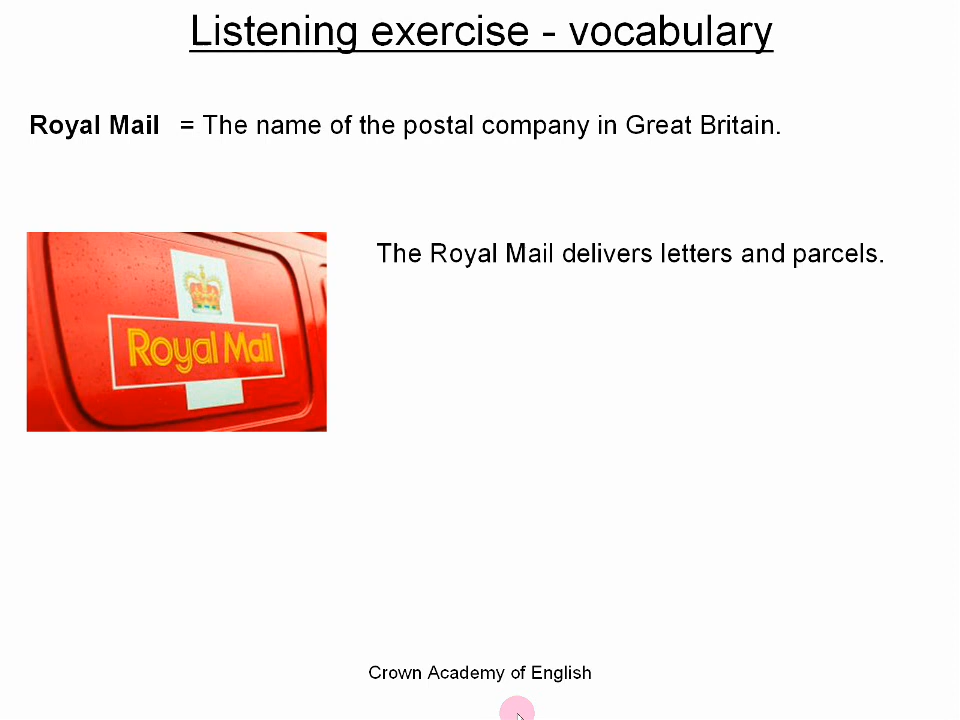 Listening exercise - vocabulary
Royal Mail = The name of the postal company in Great Britain.
The Royal Mail delivers letters and parcels.
Royal Mail
Crown Academy of English